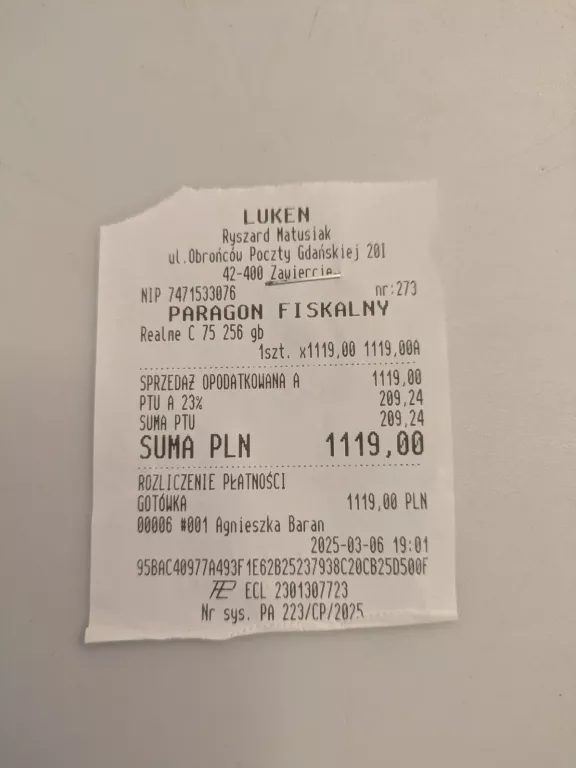 LUKEN
Ryszard Matusiak
ul.Obrońców Poczty Gdańskiej 20I
42-400 Zawiercie
NIP 7471533076 nr:273
PARAGON FISKALNY
Realme C 75 256 gb
1szt. x1119,00 1119,00A
SPRZEDAŻ OPODATKOWANA A 1119,00
PTU A 23% 209,24
SUMA PTU 209,24
SUMA PLN 1119,00
ROZLICZENIE PŁATNOŚCI
GOTÓWKA 1119,00 PLN
00006 #001 Agnieszka Baran
2025-03-06 19:01
95BAC40977A493F1E62B25237938C20CB25D500F
ECL 2301307723
Nr sys. PA 223/CP/2025